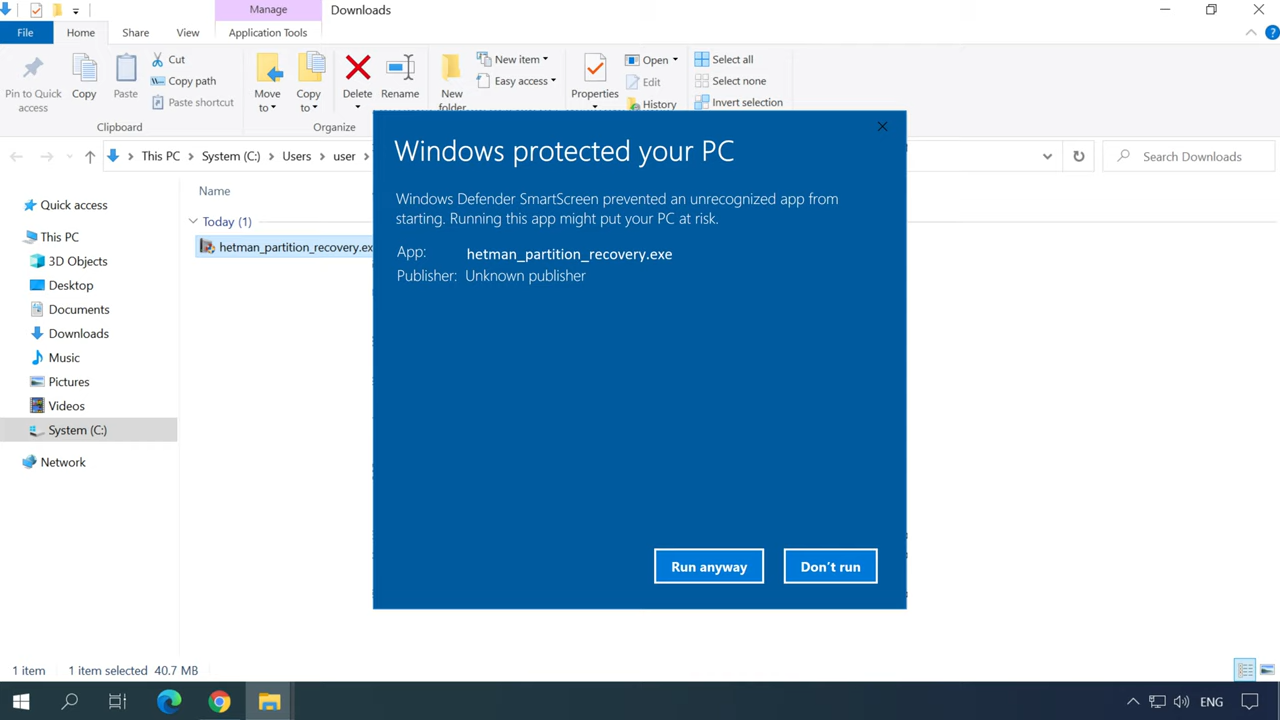 Manage
Downloads
File
Home
Share
View
Application Tools
Pin to Quick
access
Copy
Paste
Cut
Copy path
Paste shortcut
Clipboard
Move
to
Copy
to
Delete
Rename
Organize
New
folder
New item
Easy access
Properties
Open
Edit
History
Select all
Select none
Invert selection
This PC
System (C:)
Users
user
Search Downloads
Quick access
This PC
3D Objects
Desktop
Documents
Downloads
Music
Pictures
Videos
System (C:)
Network
Name
Today (1)
hetman_partition_recovery.ex
Windows protected your PC
Windows Defender SmartScreen prevented an unrecognized app from
starting. Running this app might put your PC at risk.
App: hetman_partition_recovery.exe
Publisher: Unknown publisher
Run anyway
Don't run
1 item
1 item selected 40.7 MB
ENG